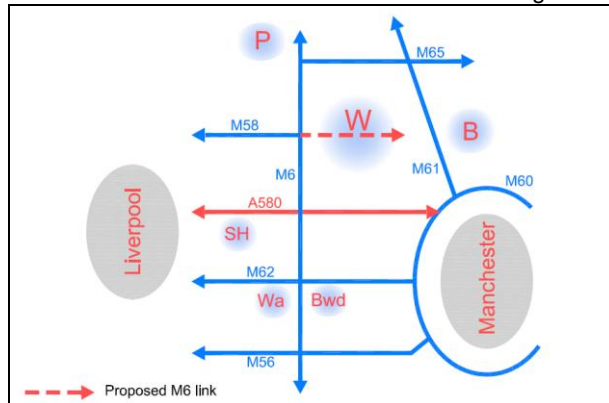 P
M65
M58
W
B
M6
M61
M60
A580
Liverpool
SH
Manchester
M62
Wa
Bwd
M56
Proposed M6 link